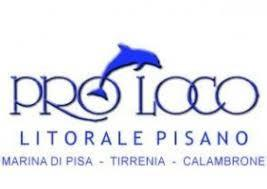 PRO LOCO
LITORALE PISANO
MARINA DI PISA - TIRRENIA - CALAMBRONE